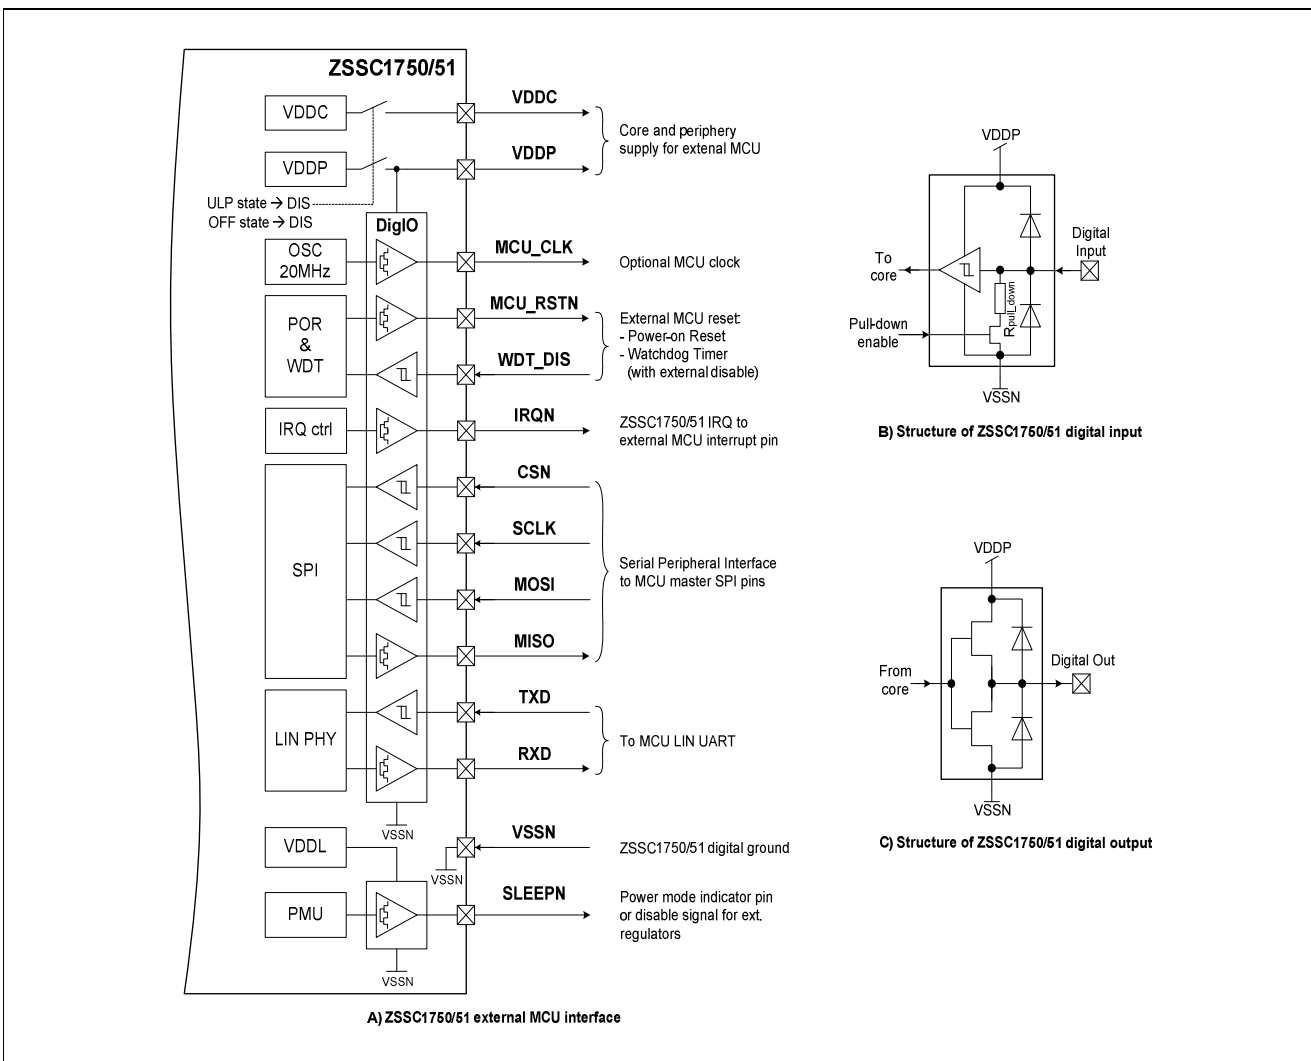 ZSSC1750/51
VDDC
VDDC
VDDP
VDDP
Core and periphery
supply for extenal MCU
ULP state → DIS
OFF state → DIS
DigIO
OSC
20MHz
MCU_CLK
Optional MCU clock
POR
&
WDT
MCU_RSTN
WDT_DIS
External MCU reset:
- Power-on Reset
- Watchdog Timer
(with external disable)
IRQ ctrl
IRQN
ZSSC1750/51 IRQ to
external MCU interrupt pin
SPI
CSN
SCLK
MOSI
MISO
Serial Peripheral Interface
to MCU master SPI pins
LIN PHY
TXD
RXD
To MCU LIN UART
VSSN
VDDL
VSSN
VSSN
ZSSC1750/51 digital ground
PMU
SLEEPN
Power mode indicator pin
or disable signal for ext.
regulators
VSSN
A) ZSSC1750/51 external MCU interface
VDDP
Digital
Input
To
core
Rpull_down
Pull-down
enable
VSSN
B) Structure of ZSSC1750/51 digital input
VDDP
Digital Out
From
core
VSSN
C) Structure of ZSSC1750/51 digital output